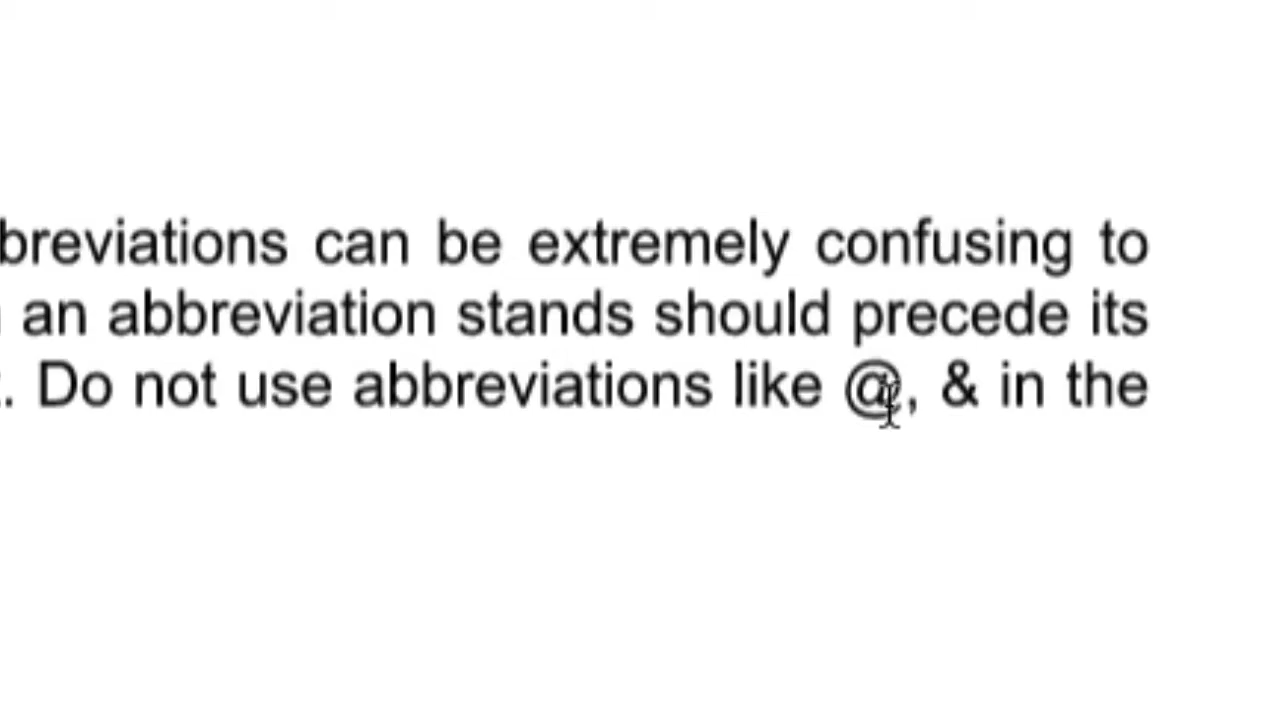 breviations can be extremely confusing to
an abbreviation stands should precede its
. Do not use abbreviations like @, & in the